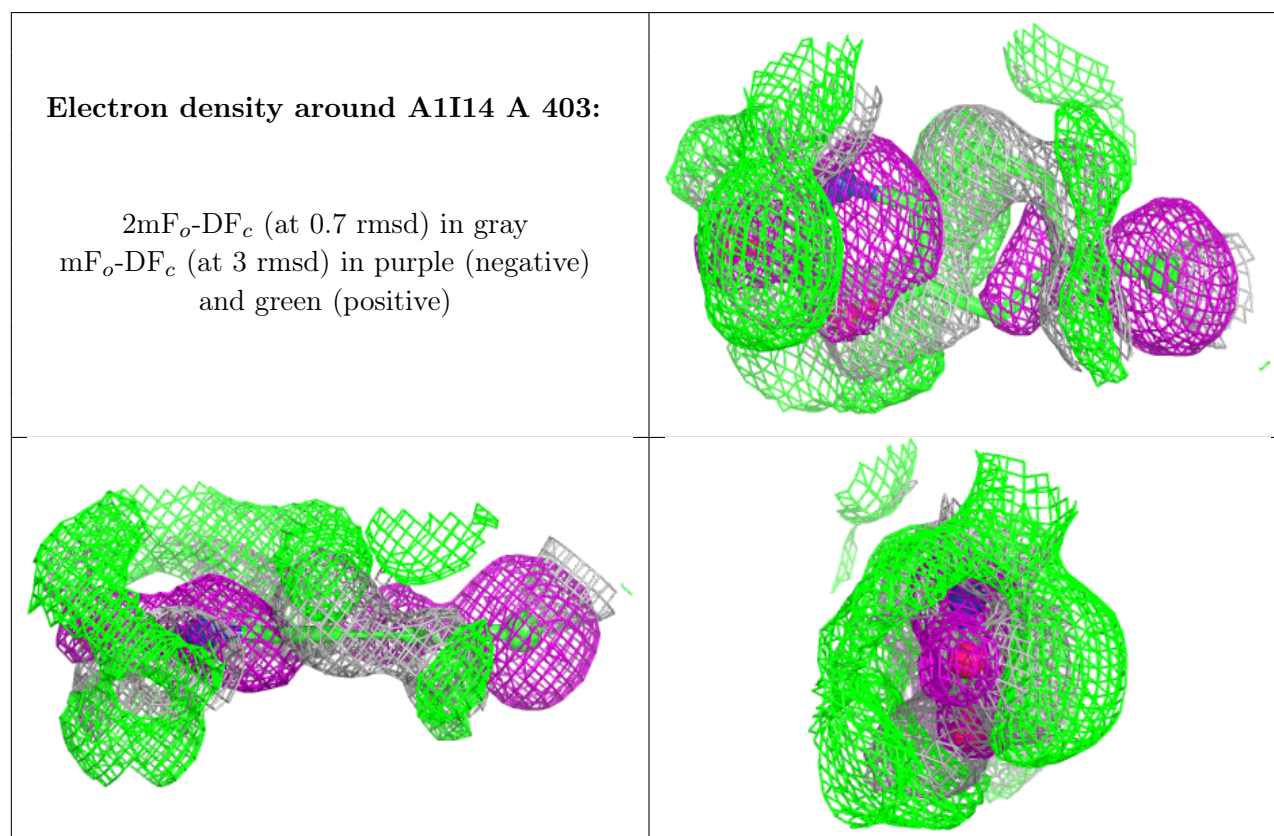 Electron density around A1I14 A 403:
2mFo-DFc (at 0.7 rmsd) in gray
mFo-DFc (at 3 rmsd) in purple (negative)
and green (positive)